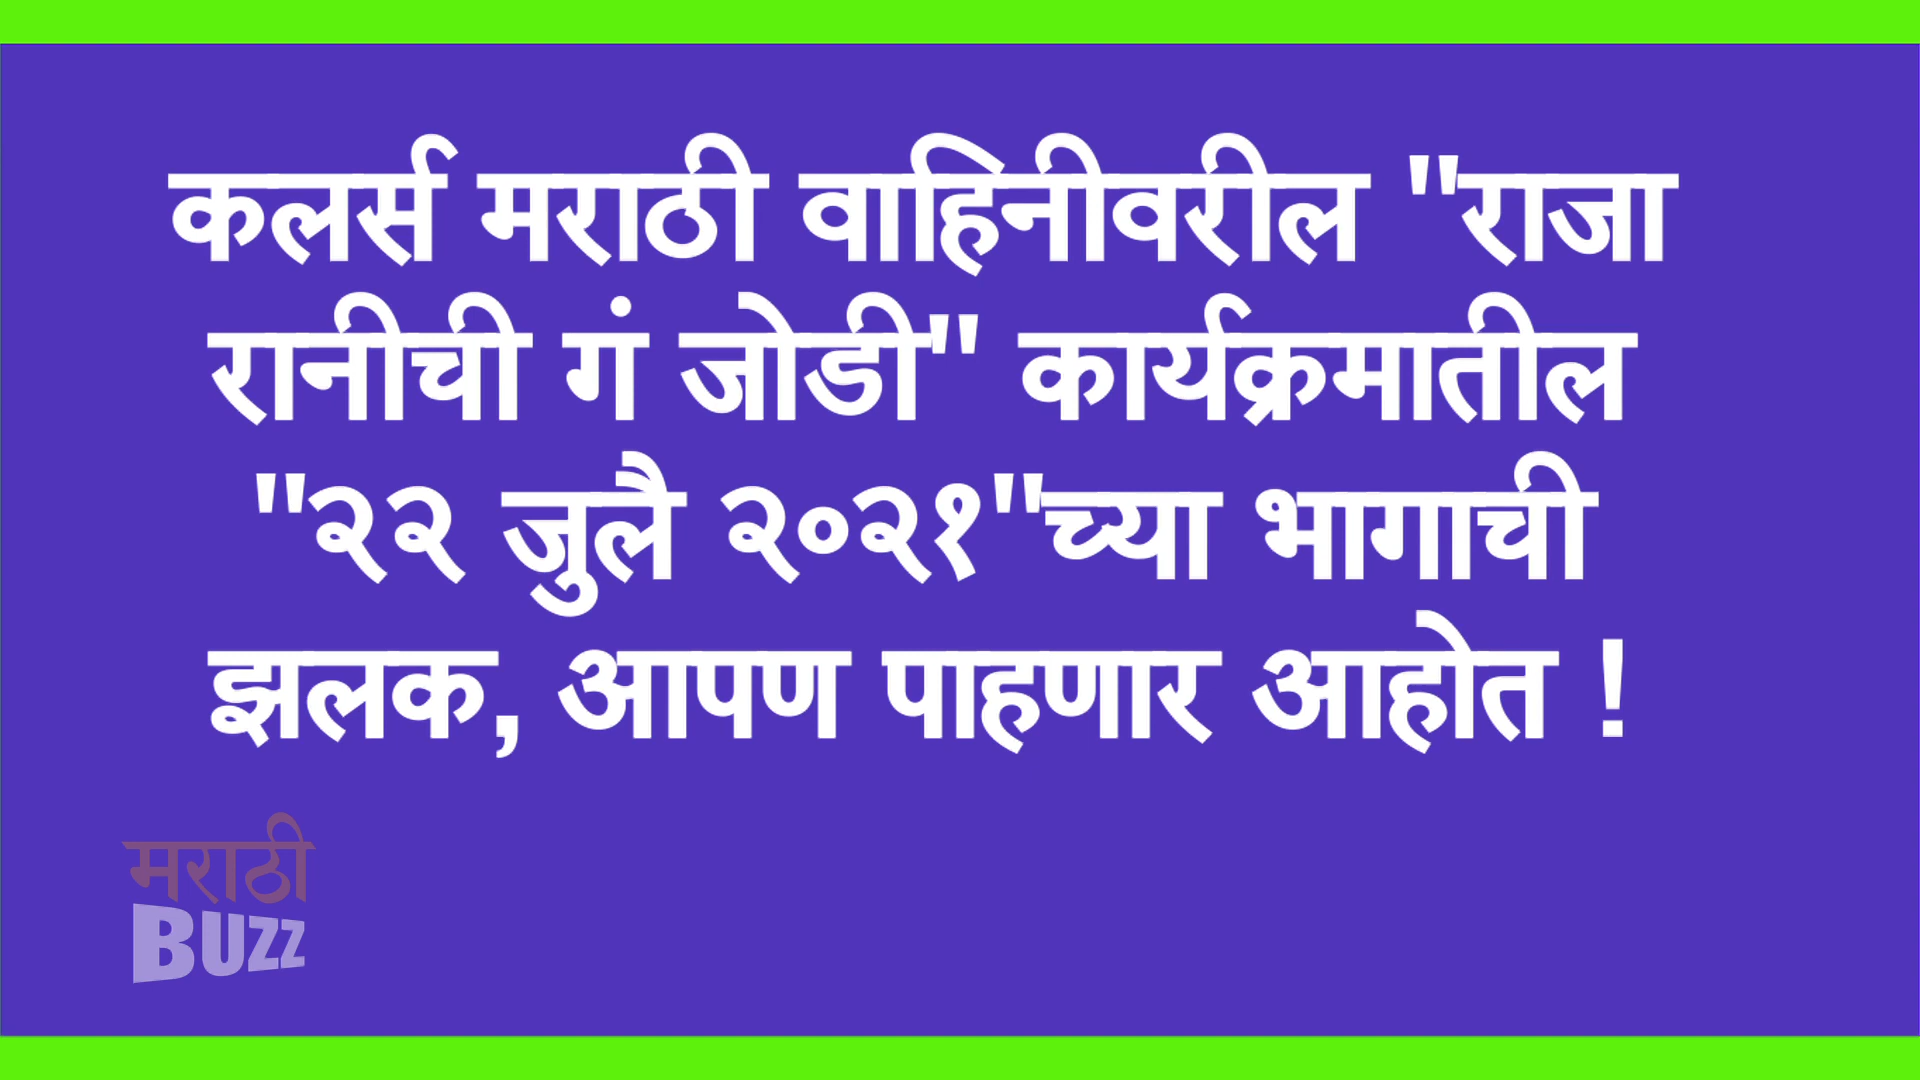 कलर्स मराठी वाहिनीवरील "राजा
रानीची गं जोडी" कार्यक्रमातील
"२२ जुलै २०२१"च्या भागाची
झलक, आपण पाहणार आहोत !
मराठी
BUZZ